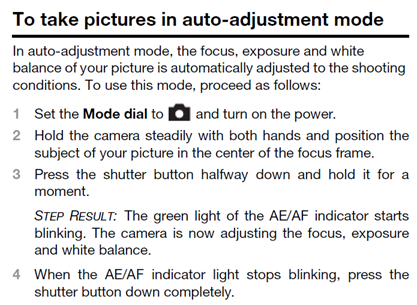 To take pictures in auto-adjustment mode
In auto-adjustment mode, the focus, exposure and white
balance of your picture is automatically adjusted to the shooting
conditions. To use this mode, proceed as follows:
1 Set the Mode dial to and turn on the power.
2 Hold the camera steadily with both hands and position the
subject of your picture in the center of the focus frame.
3 Press the shutter button halfway down and hold it for a
moment.
STEP RESULT: The green light of the AE/AF indicator starts
blinking. The camera is now adjusting the focus, exposure
and white balance.
4 When the AE/AF indicator light stops blinking, press the
shutter button down completely.